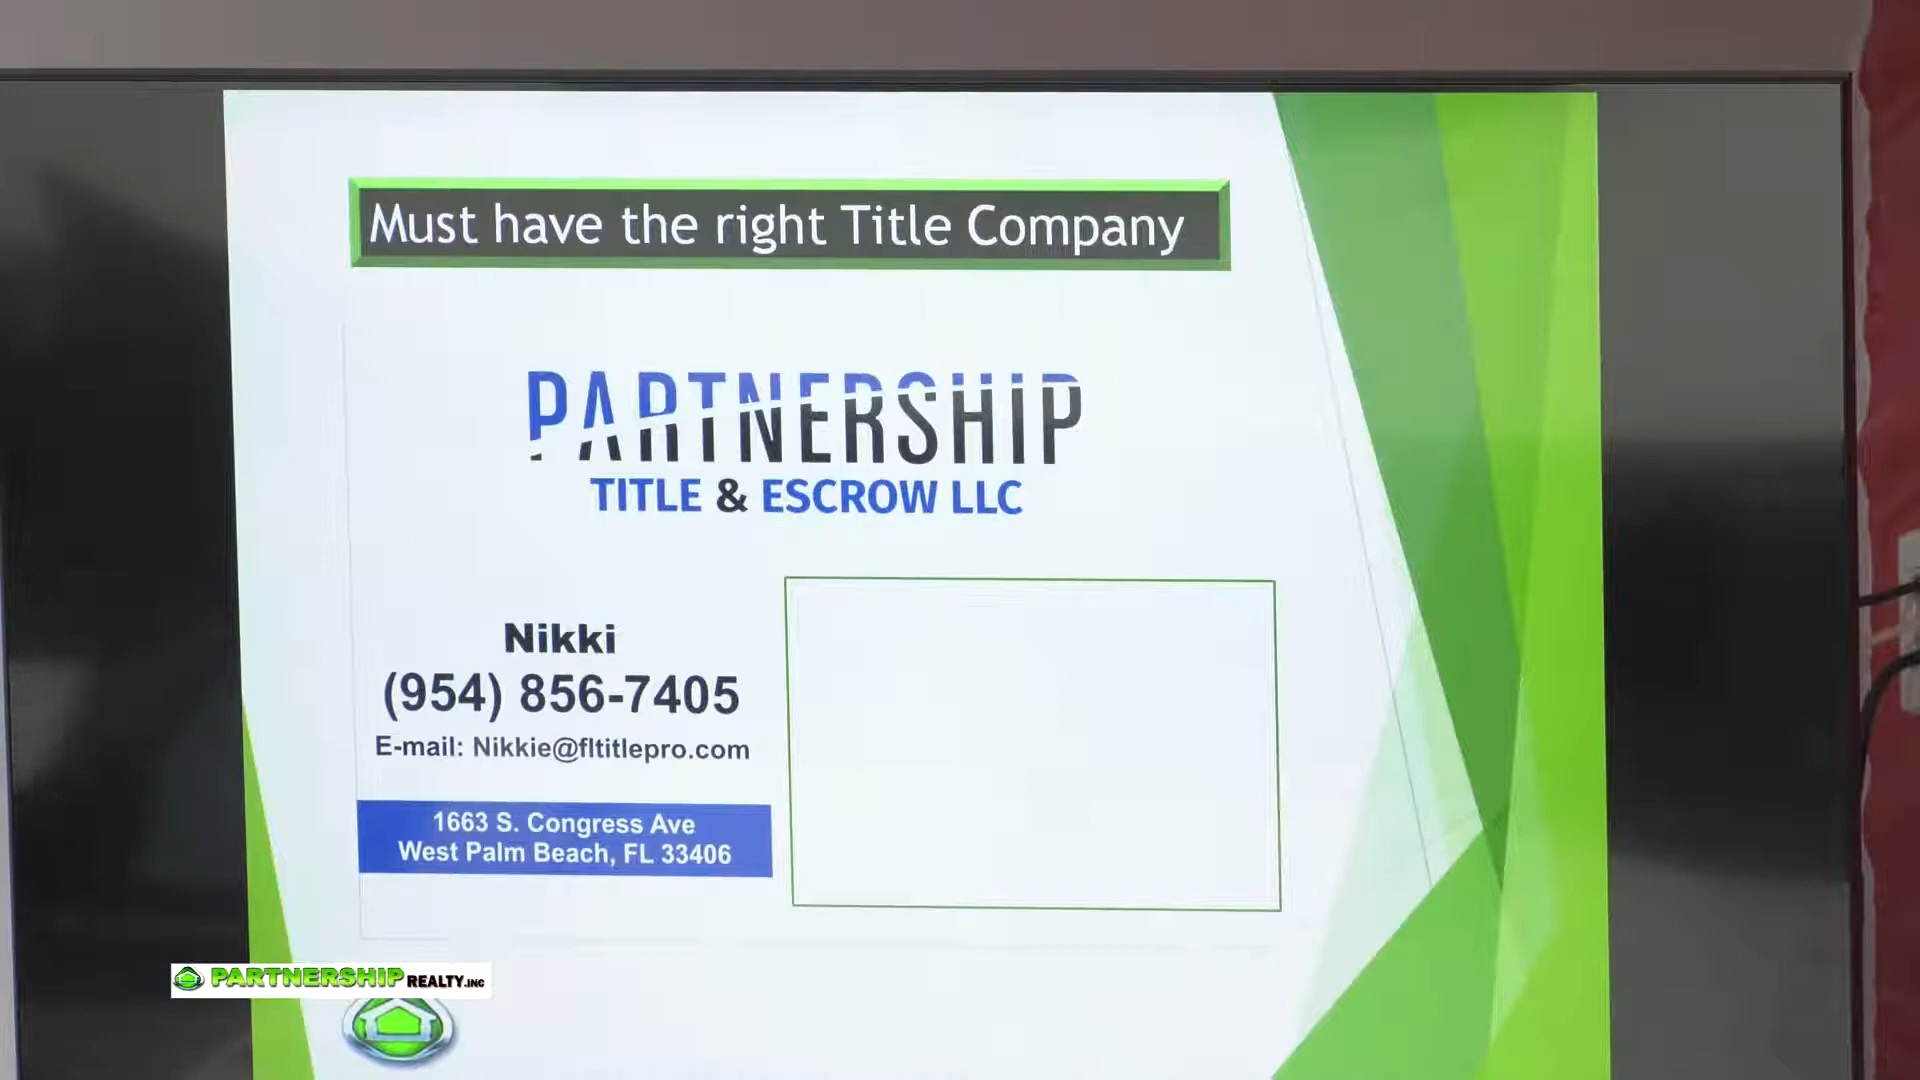 Must have the right Title Company
PARTNERSHIP
TITLE & ESCROW LLC
Nikki
(954) 856-7405
E-mail: Nikkie@fltitlepro.com
1663 S. Congress Ave
West Palm Beach, FL 33406
PARTNERSHIP REALTY.INC